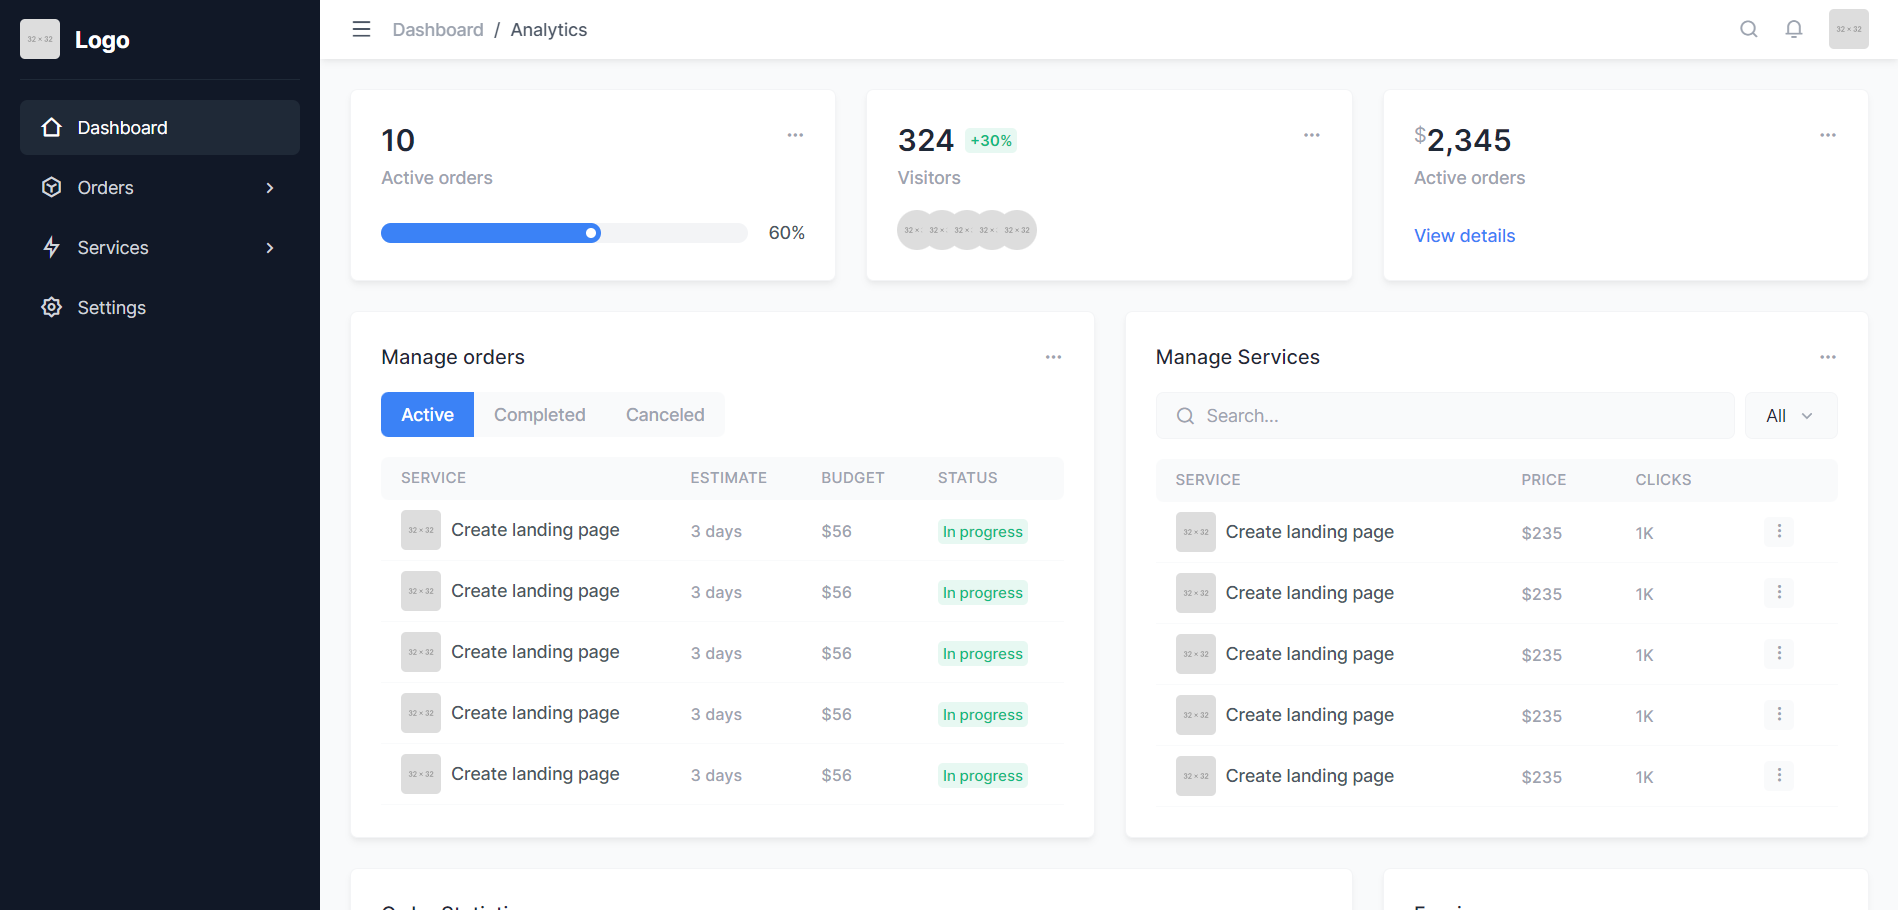 32 × 32 Logo
Dashboard
Orders
Services
Settings
Dashboard / Analytics
32 × 32
10
Active orders
60%
324 +30%
Visitors
32 × 32 × 32 × 32 × 32 × 32
$2,345
Active orders
View details
Manage orders
Active Completed Canceled
SERVICE ESTIMATE BUDGET STATUS
32 × 32 Create landing page 3 days $56 In progress
32 × 32 Create landing page 3 days $56 In progress
32 × 32 Create landing page 3 days $56 In progress
32 × 32 Create landing page 3 days $56 In progress
32 × 32 Create landing page 3 days $56 In progress
Manage Services
Search... All
SERVICE PRICE CLICKS
32 × 32 Create landing page $235 1K
32 × 32 Create landing page $235 1K
32 × 32 Create landing page $235 1K
32 × 32 Create landing page $235 1K
32 × 32 Create landing page $235 1K